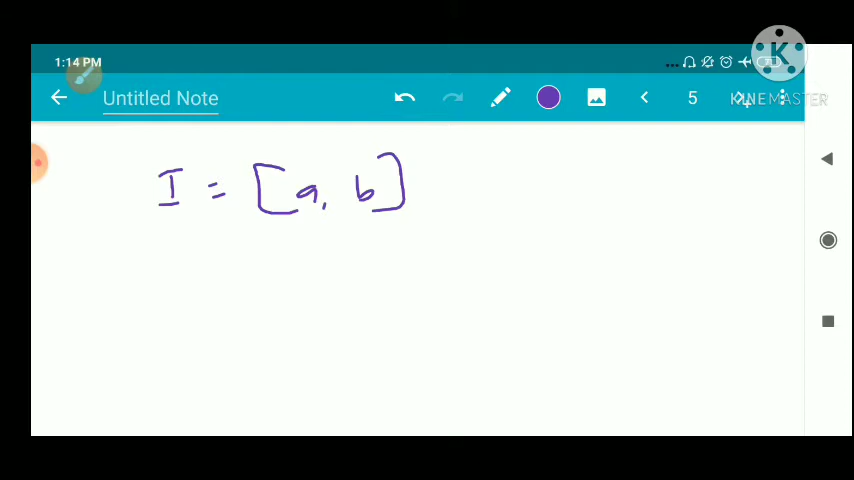 1:14 PM
K
KINEMASTER
Untitled Note
5
I = [a, b]